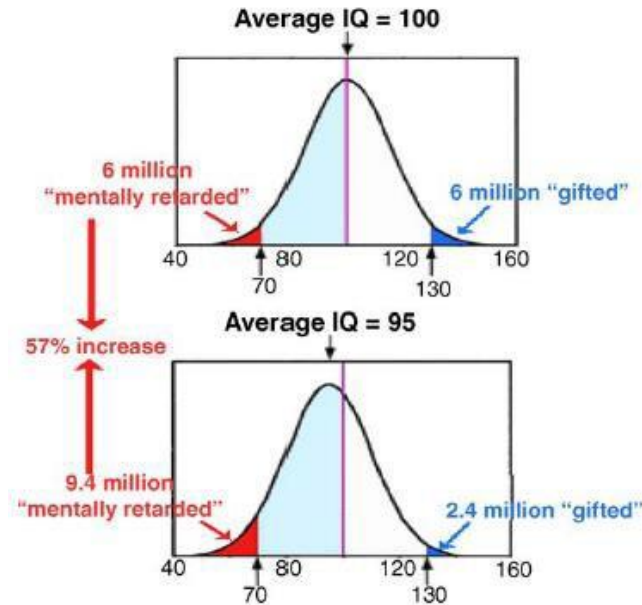 Average IQ = 100
6 million
"mentally retarded"
6 million "gifted"
40
80
120
160
70
130
57% increase
Average IQ = 95
9.4 million
"mentally retarded"
2.4 million "gifted"
40
80
120
160
70
130